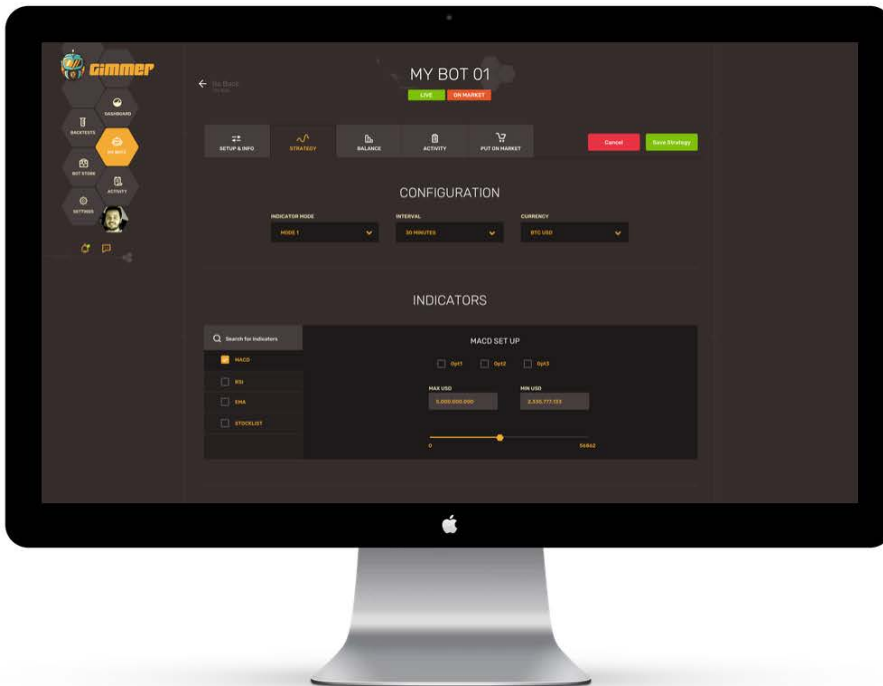 Gimmer
DASHBOARD
BACKTESTS
MY BOTS
BOT STORE
ACTIVITY
SETTINGS
Go Back
MY BOT 01
LIVE
ON MARKET
SETUP & INFO
STRATEGY
BALANCE
ACTIVITY
PUT ON MARKET
Cancel
Save Strategy
CONFIGURATION
INDICATOR MODE
INTERVAL
CURRENCY
MODE 1
30 MINUTES
BTC USD
INDICATORS
Search for Indicators
MACD
RSI
EMA
STOCKLIST
MACD SET UP
Opt1
Opt2
Opt3
MAX USD
MIN USD
5.000.000.000
0